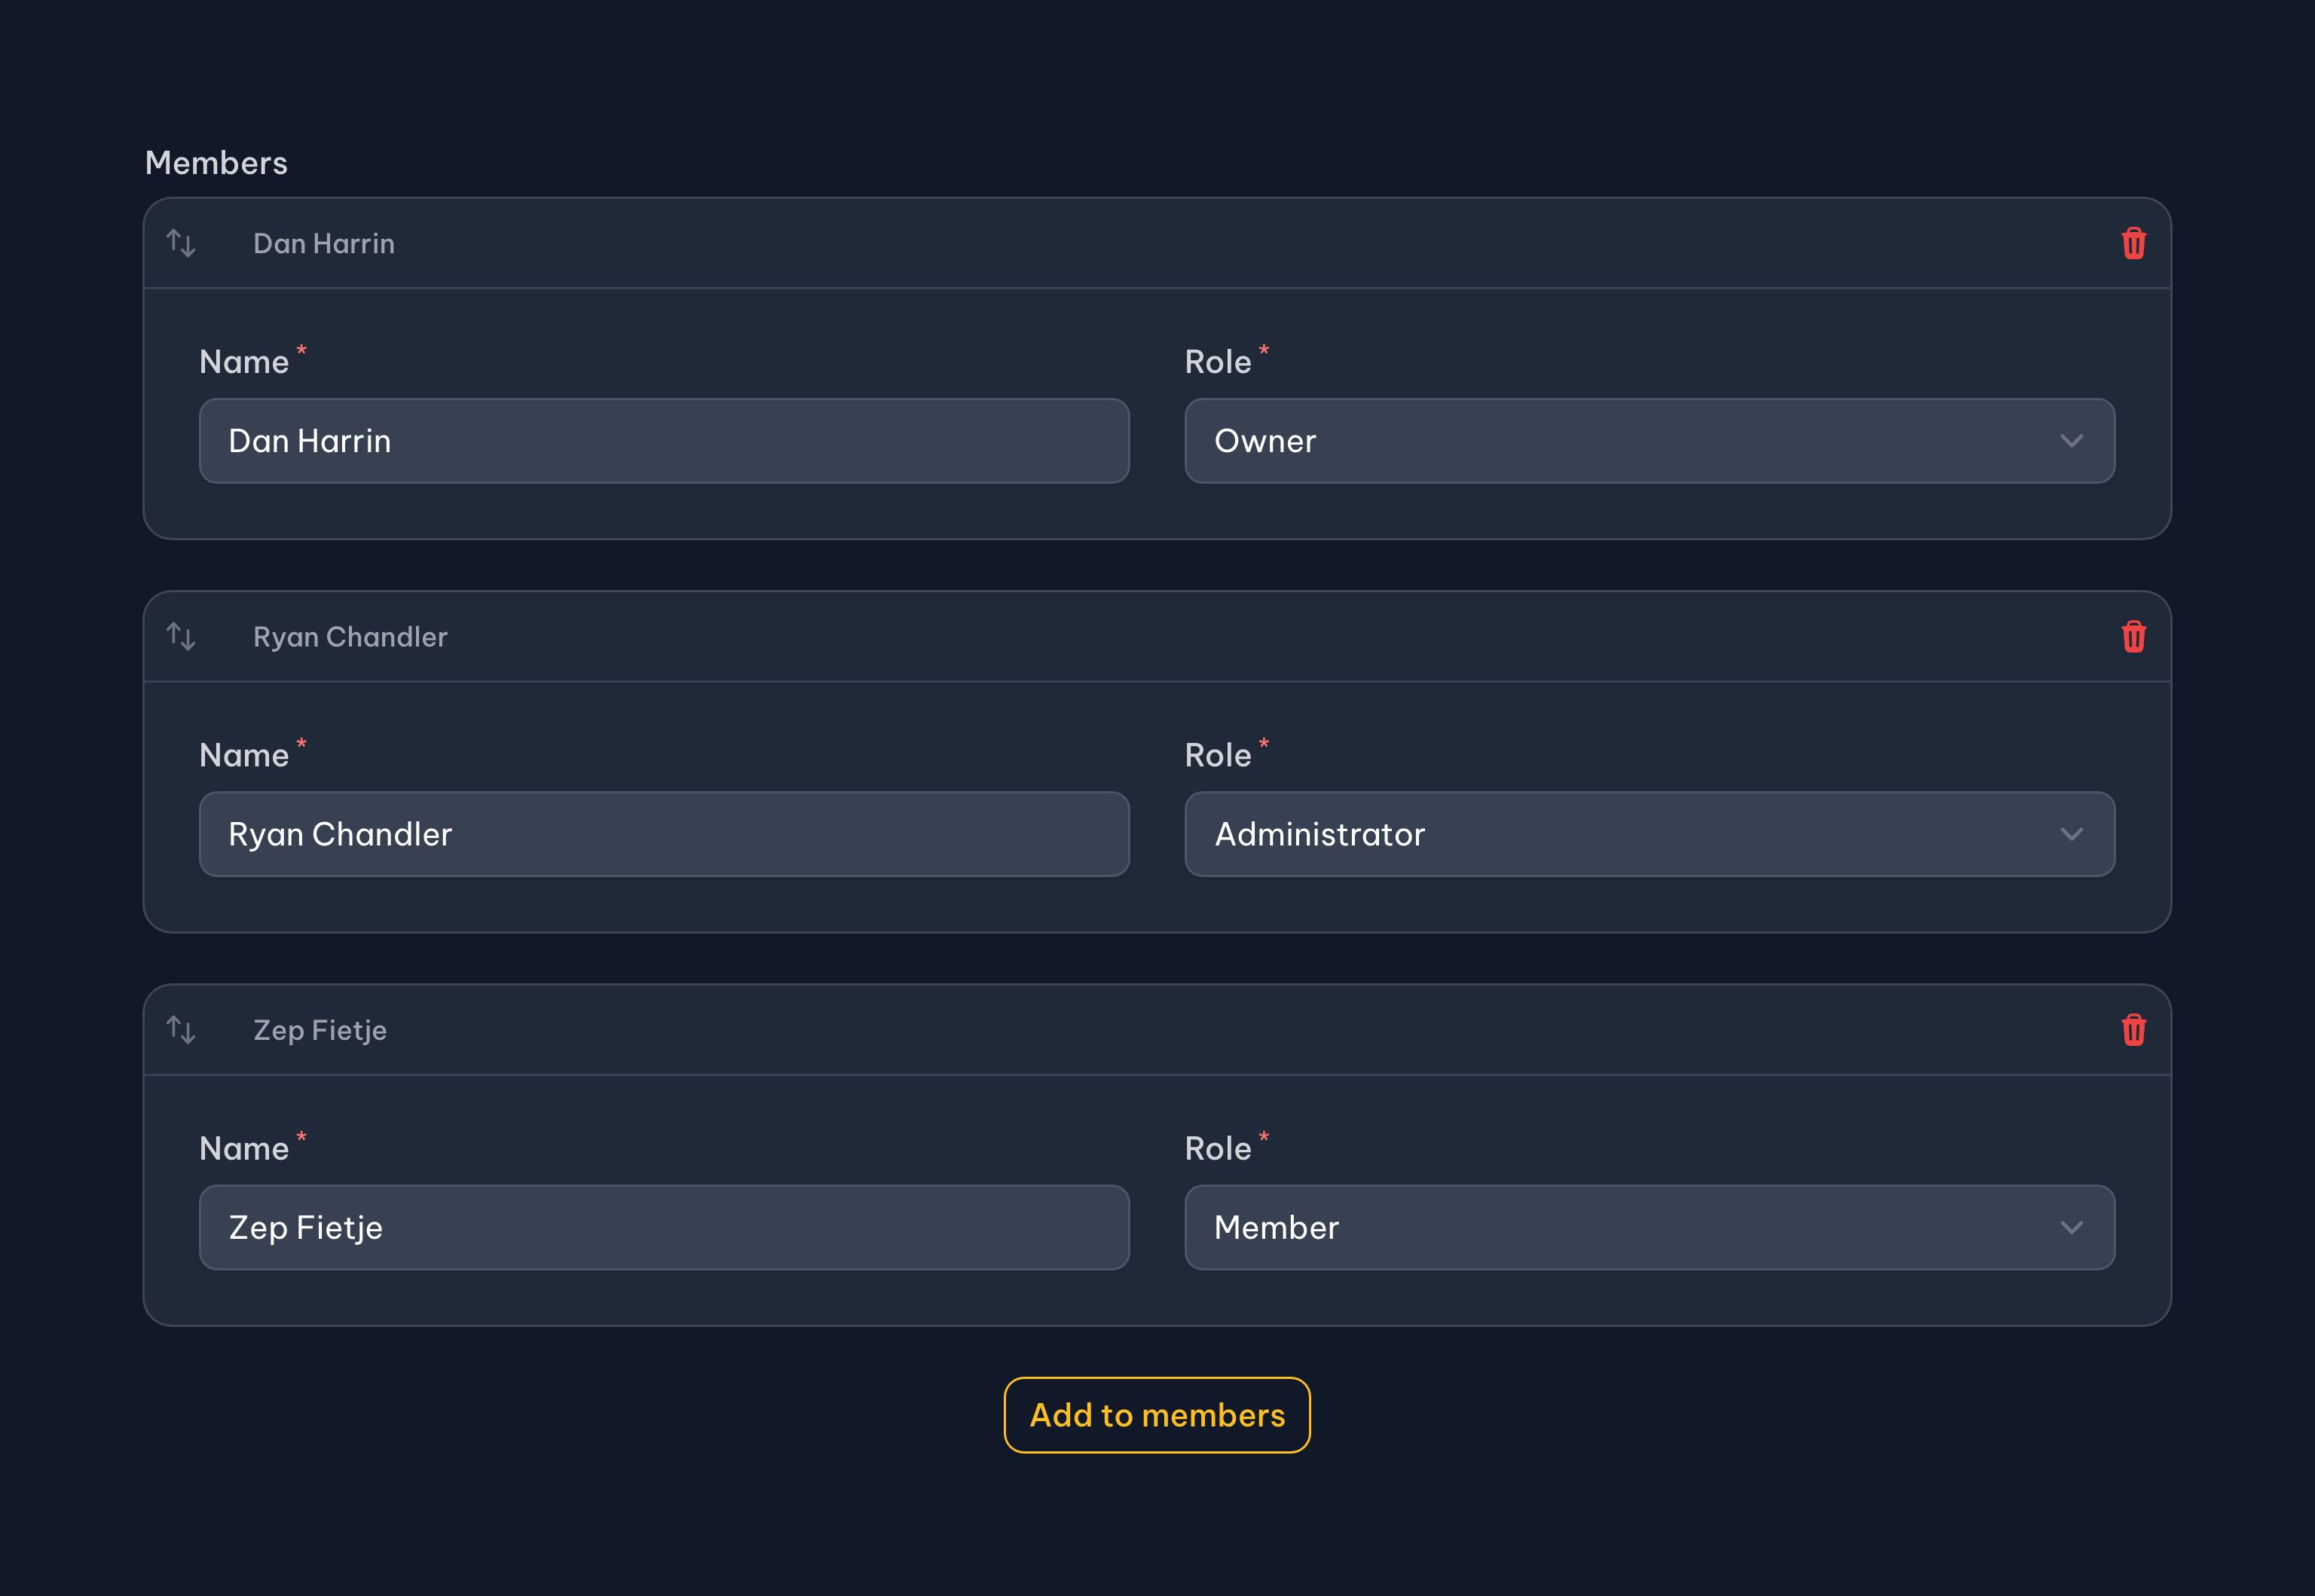 Members
Dan Harrin
Name * Role *
Dan Harrin Owner
Ryan Chandler
Name * Role *
Ryan Chandler Administrator
Zep Fietje
Name * Role *
Zep Fietje Member
Add to members